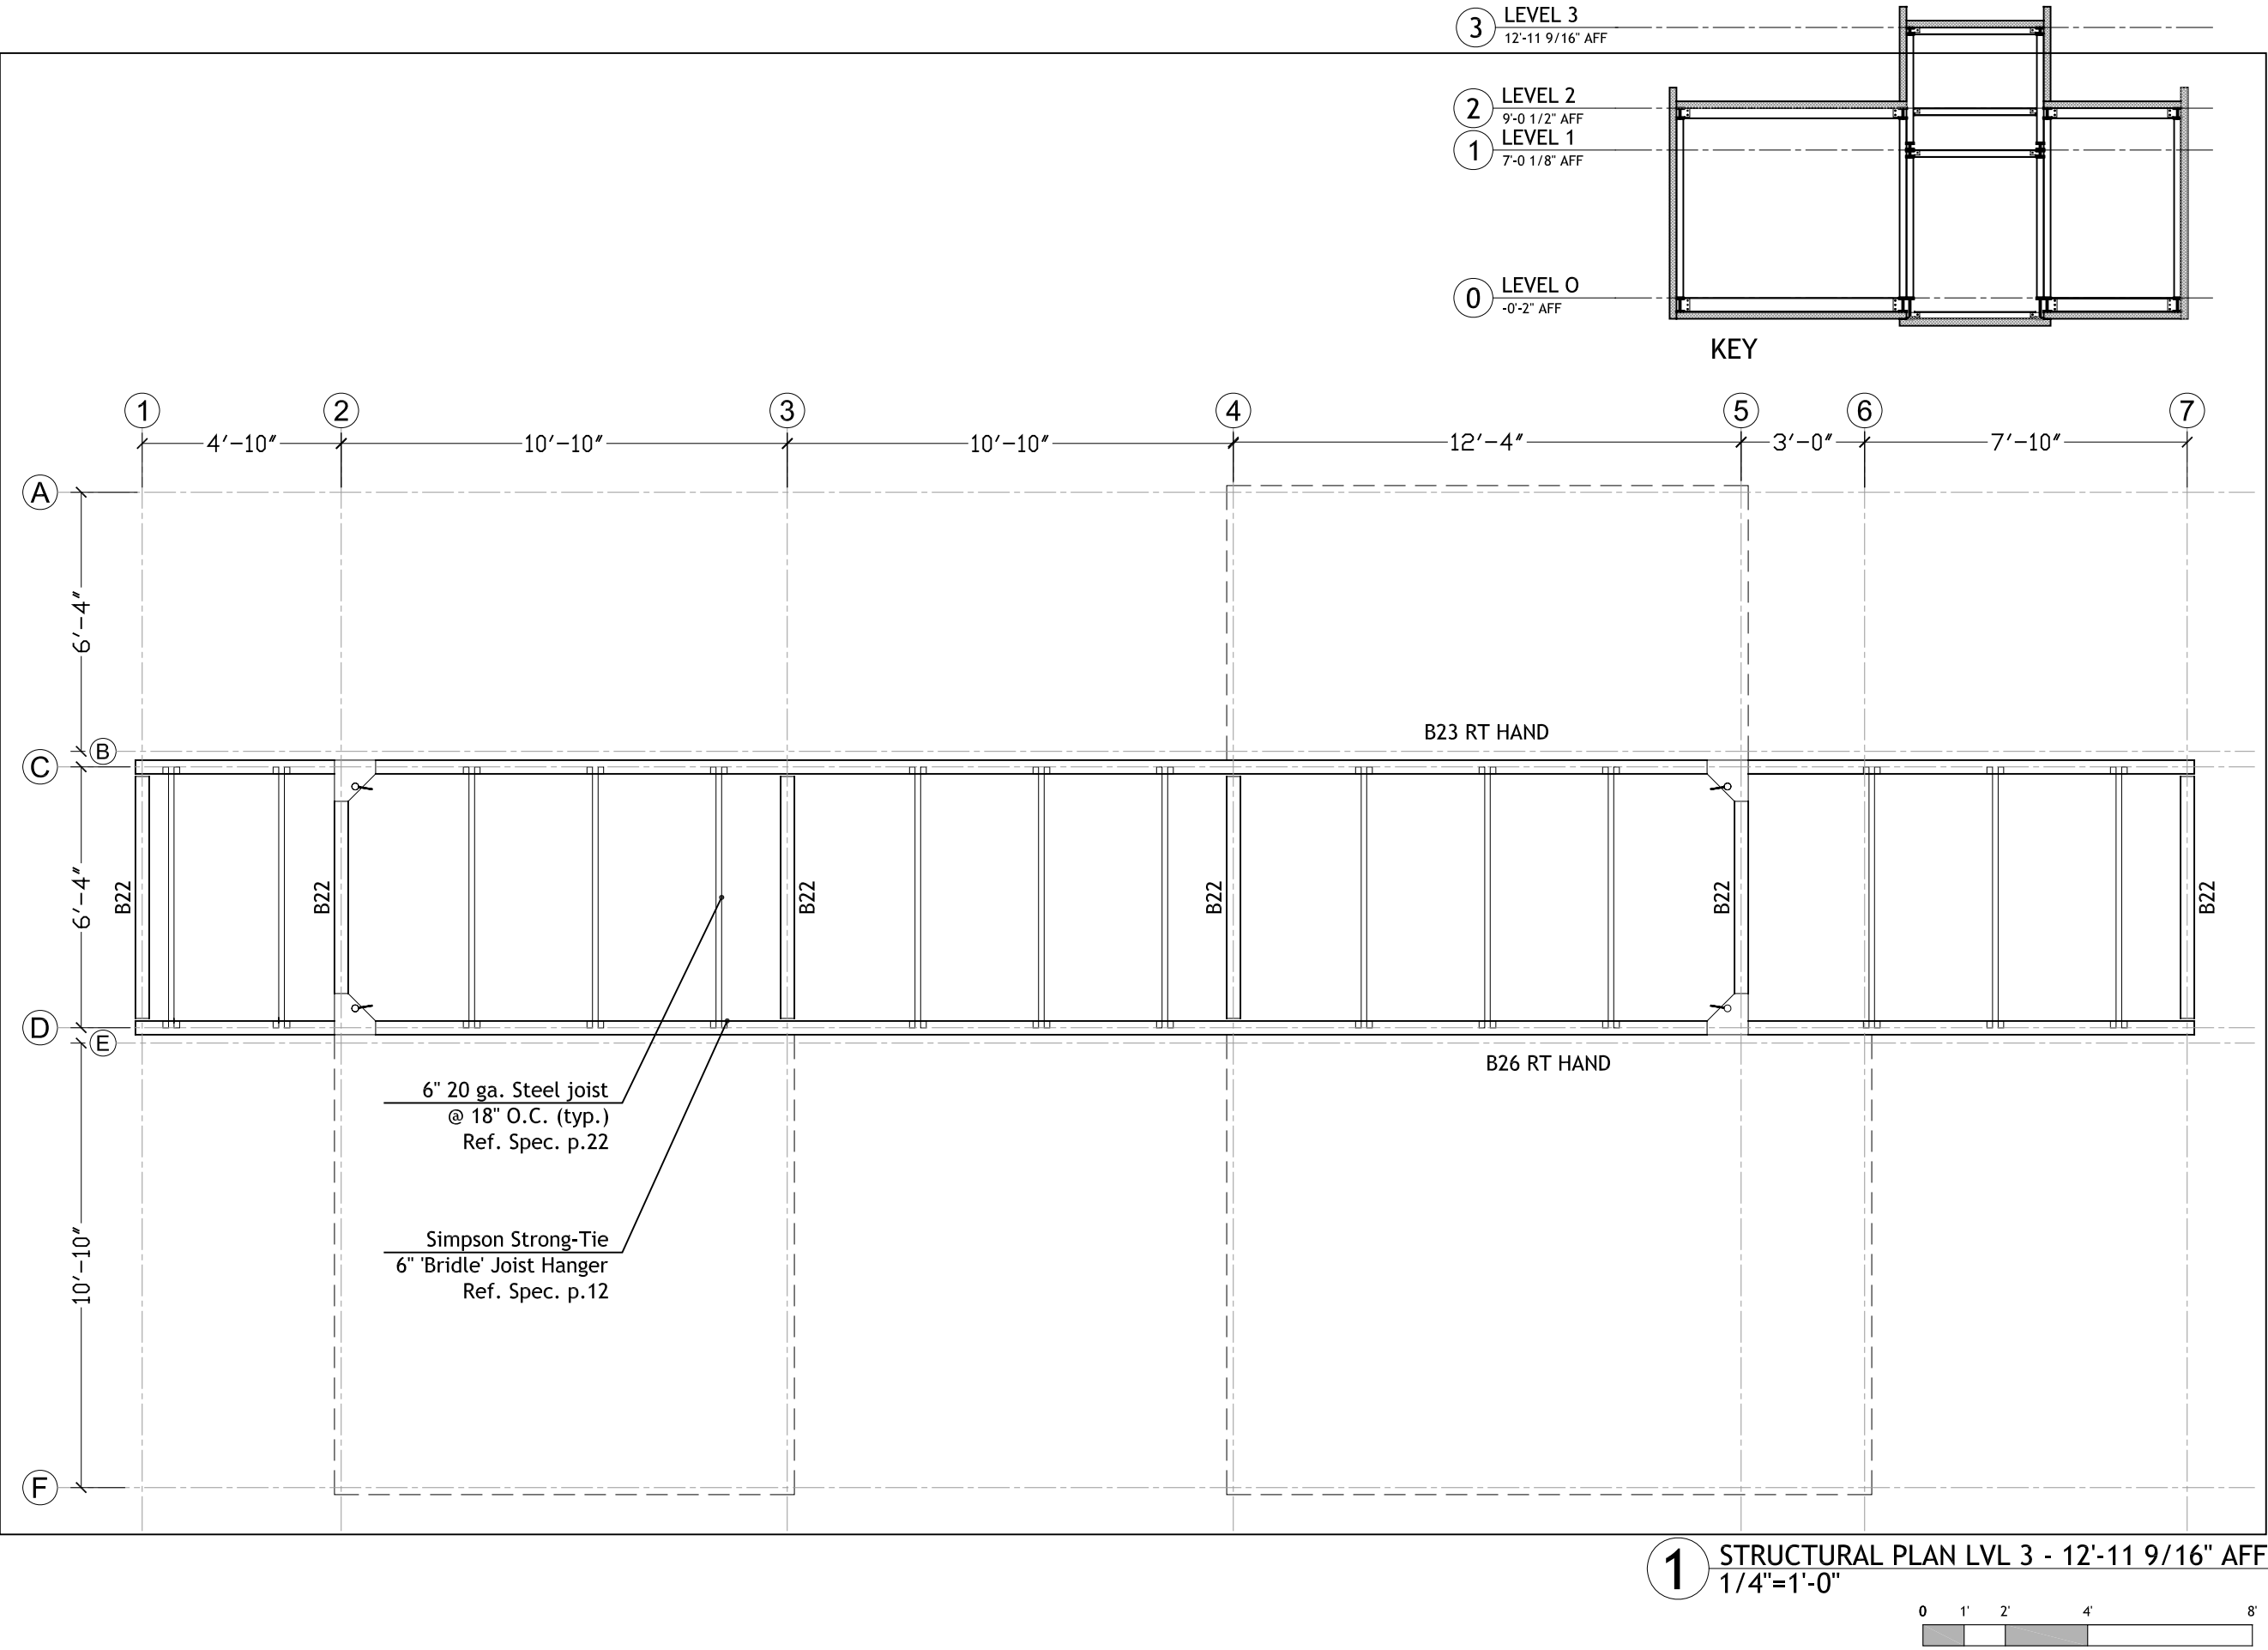 3 LEVEL 3
12'-11 9/16" AFF
2 LEVEL 2
9'-0 1/2" AFF
1 LEVEL 1
7'-0 1/8" AFF
0 LEVEL O
-0'-2" AFF
KEY
1 2 3 4 5 6 7
4'-10" 10'-10" 10'-10" 12'-4" 3'-0" 7'-10"
A
6'-4"
B23 RT HAND
B
C
6'-4"
B22 B22 B22 B22 B22 B22
D
E
B26 RT HAND
6" 20 ga. Steel joist
@ 18" O.C. (typ.)
Ref. Spec. p.22
Simpson Strong-Tie
6" 'Bridle' Joist Hanger
Ref. Spec. p.12
10'-10"
F
1 STRUCTURAL PLAN LVL 3 - 12'-11 9/16" AFF
1/4"=1'-0"
0 1' 2' 4' 8'